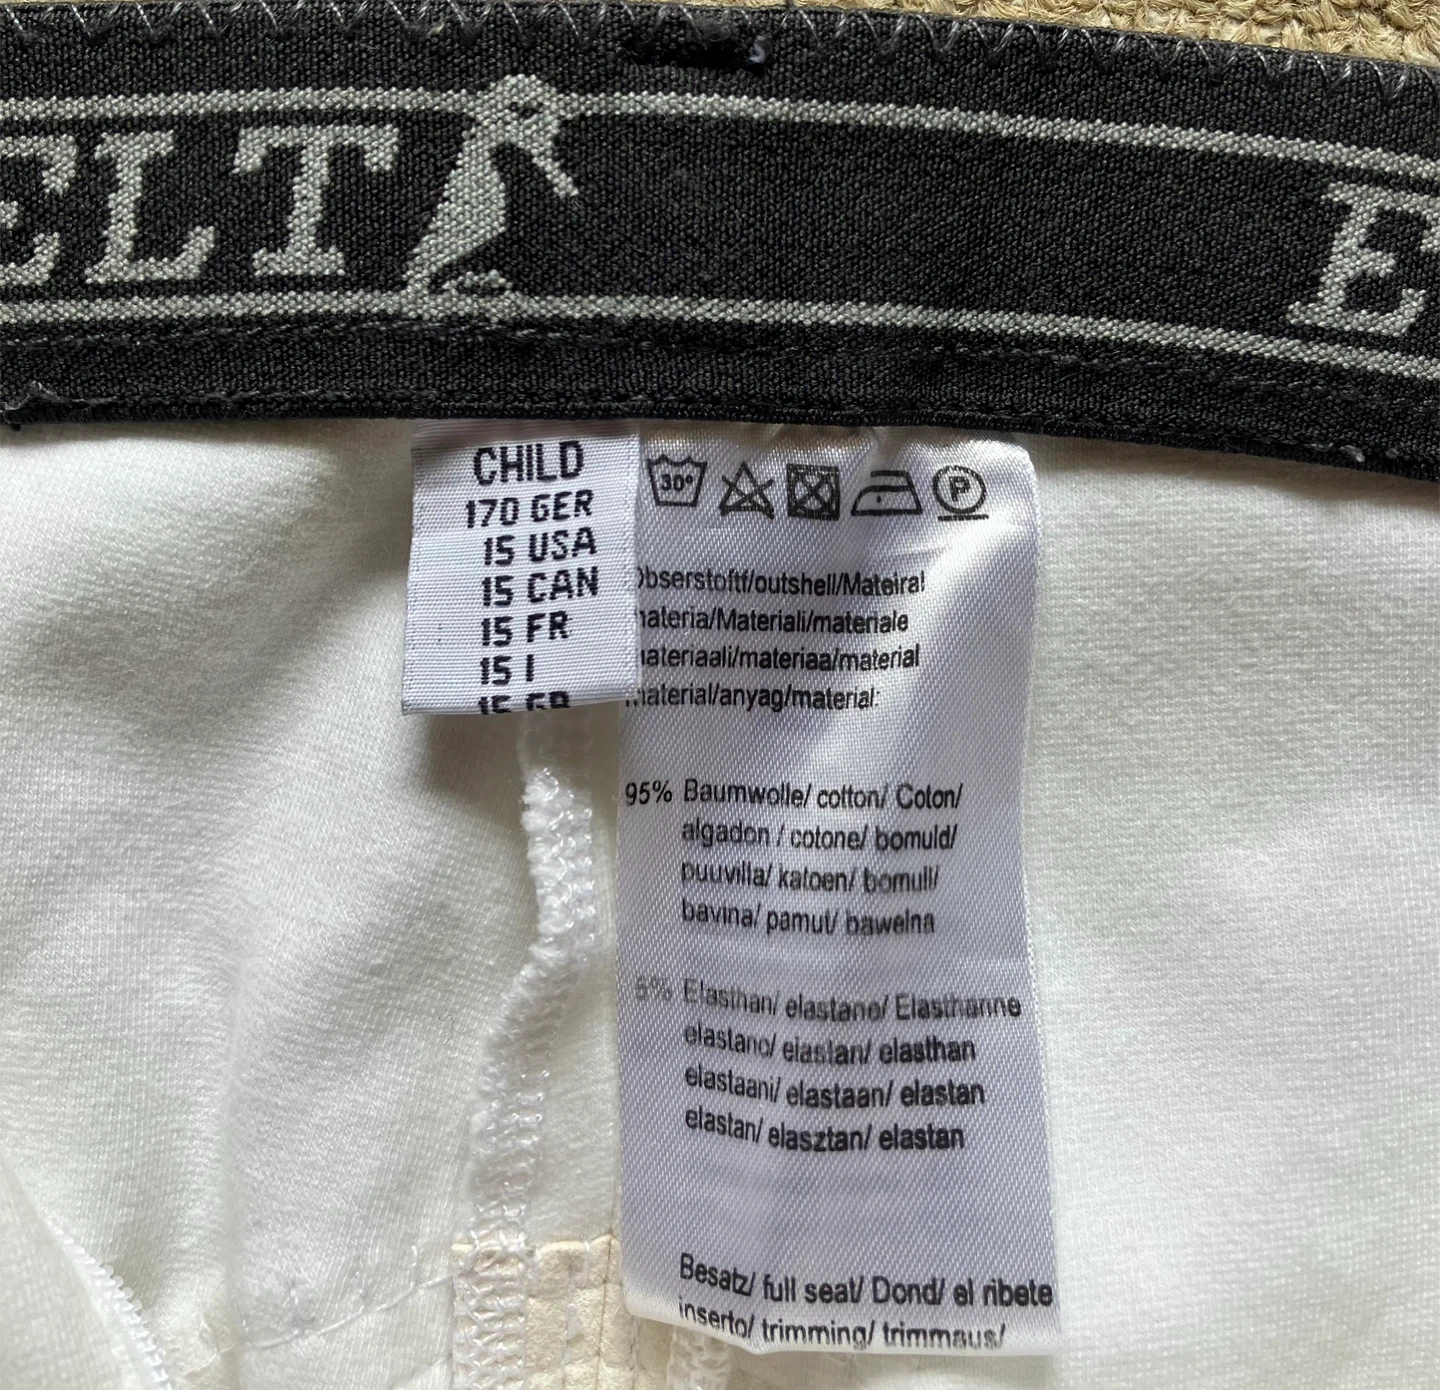 ELT E
CHILD
170 GER
15 USA
15 CAN
15 FR
15 I
15 GB
30°
P
Obserstoftf/outshell/Mateiral
materia/Materiali/materiale
materiaali/materiaa/material
material/anyag/material:
95% Baumwolle/ cotton/ Coton/
algadon / cotone/ bomuld/
puuvilla/ katoen/ bomull/
bavina/ pamut/ bawelna
5% Elasthan/ elastano/ Elasthanne
elastano/ elastan/ elasthan
elastaani/ elastaan/ elastan
elastan/ elasztan/ elastan
Besatz/ full seat/ Dond/ el ribete
inserto/ trimming/ trimmaus/